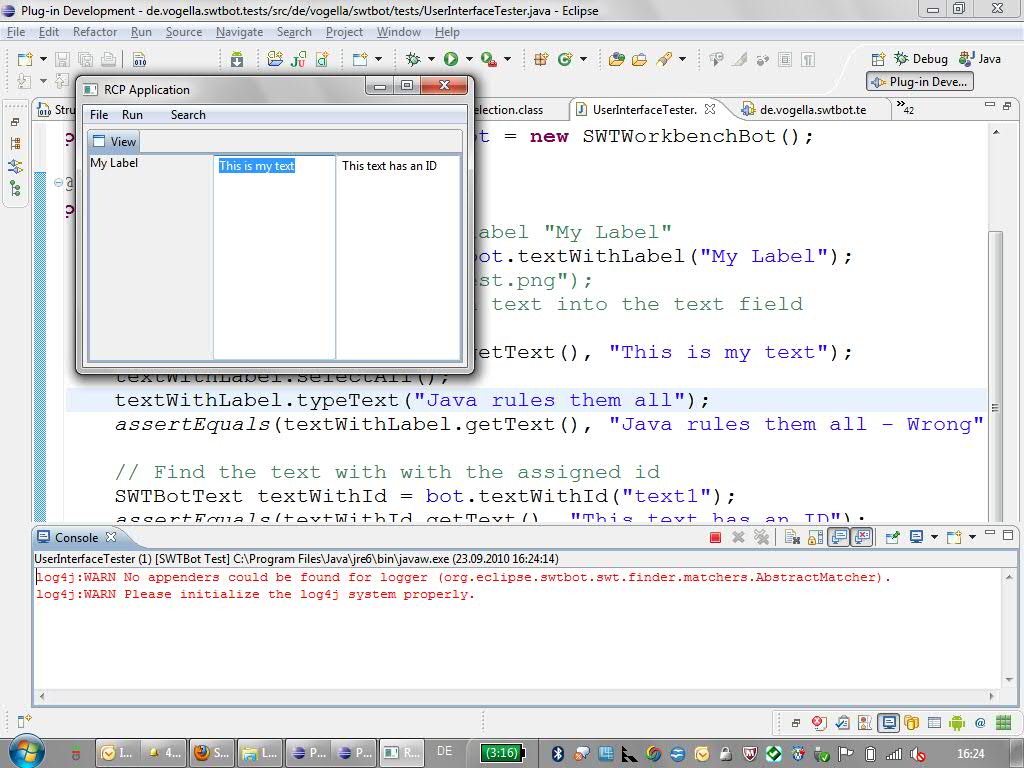 Plug-in Development - de.vogella.swtbot.tests/src/de/vogella/swtbot/tests/UserInterfaceTester.java - Eclipse
File Edit Refactor Run Source Navigate Search Project Window Help
Debug Java
Plug-in Deve...
RCP Application
File Run Search
View
My Label This is my text This text has an ID
Stru
election.class UserInterfaceTester. de.vogella.swtbot.te »42
t = new SWTWorkbenchBot();
@
abel "My Label"
ot.textWithLabel("My Label");
st.png");
text into the text field
getText(), "This is my text");
textWithLabel.selectAll();
textWithLabel.typeText("Java rules them all");
assertEquals(textWithLabel.getText(), "Java rules them all - Wrong"
// Find the text with with the assigned id
SWTBotText textWithId = bot.textWithId("text1");
assertEquals(textWithId.getText(), "This text has an ID");
Console
UserInterfaceTester (1) [SWTBot Test] C:\Program Files\Java\jre6\bin\javaw.exe (23.09.2010 16:24:14)
log4j:WARN No appenders could be found for logger (org.eclipse.swtbot.swt.finder.matchers.AbstractMatcher).
log4j:WARN Please initialize the log4j system properly.
I... 4... S... L... P... P... R... DE (3:16) 16:24